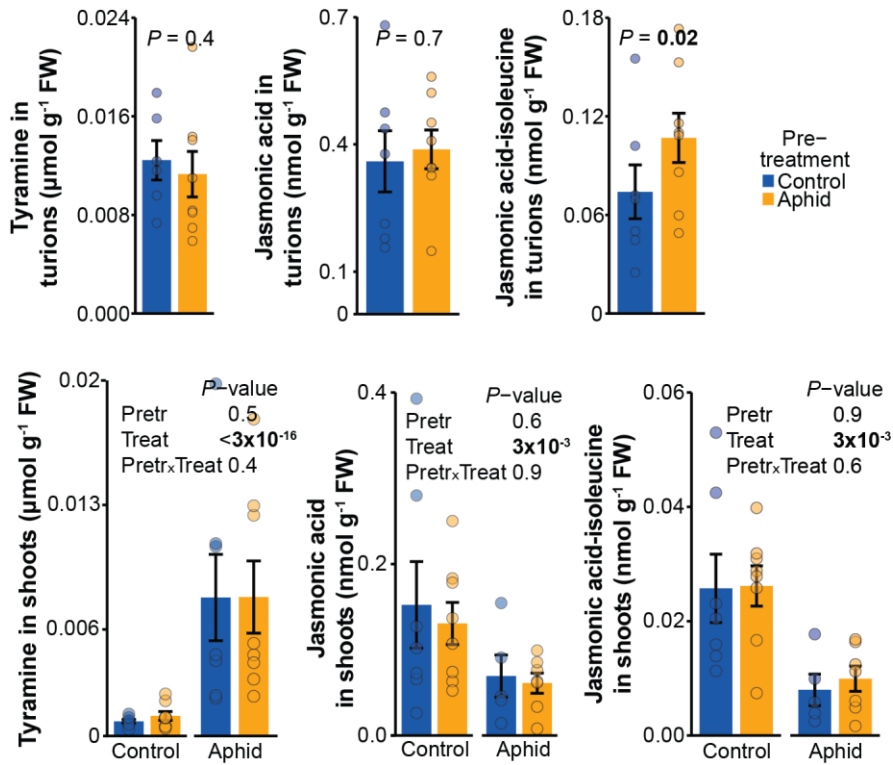 Tyramine in
turions (µmol g⁻¹ FW)
0.024
0.016
0.008
0.000
P = 0.4
Jasmonic acid in
turions (nmol g⁻¹ FW)
0.7
0.4
0.1
0
P = 0.7
Jasmonic acid-isoleucine
in turions (nmol g⁻¹ FW)
0.18
0.12
0.06
0
P = 0.02
Pre−
treatment
Control
Aphid
Tyramine in shoots (µmol g⁻¹ FW)
0.02
0.013
0.006
0
P−value
Pretr 0.5
Treat <3x10⁻¹⁶
PretrxTreat 0.4
Control Aphid
Jasmonic acid
in shoots (nmol g⁻¹ FW)
0.4
0.2
0.0
P−value
Pretr 0.6
Treat 3x10⁻³
PretrxTreat 0.9
Control Aphid
Jasmonic acid-isoleucine
in shoots (nmol g⁻¹ FW)
0.06
0.04
0.02
0.00
P−value
Pretr 0.9
Treat 3x10⁻³
PretrxTreat 0.6
Control Aphid